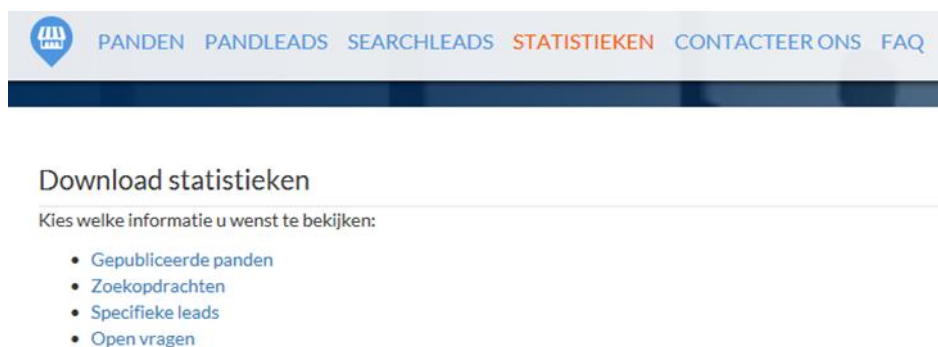 PANDEN PANDLEADS SEARCHLEADS STATISTIEKEN CONTACTEER ONS FAQ
Download statistieken
Kies welke informatie u wenst te bekijken:
• Gepubliceerde panden
• Zoekopdrachten
• Specifieke leads
• Open vragen